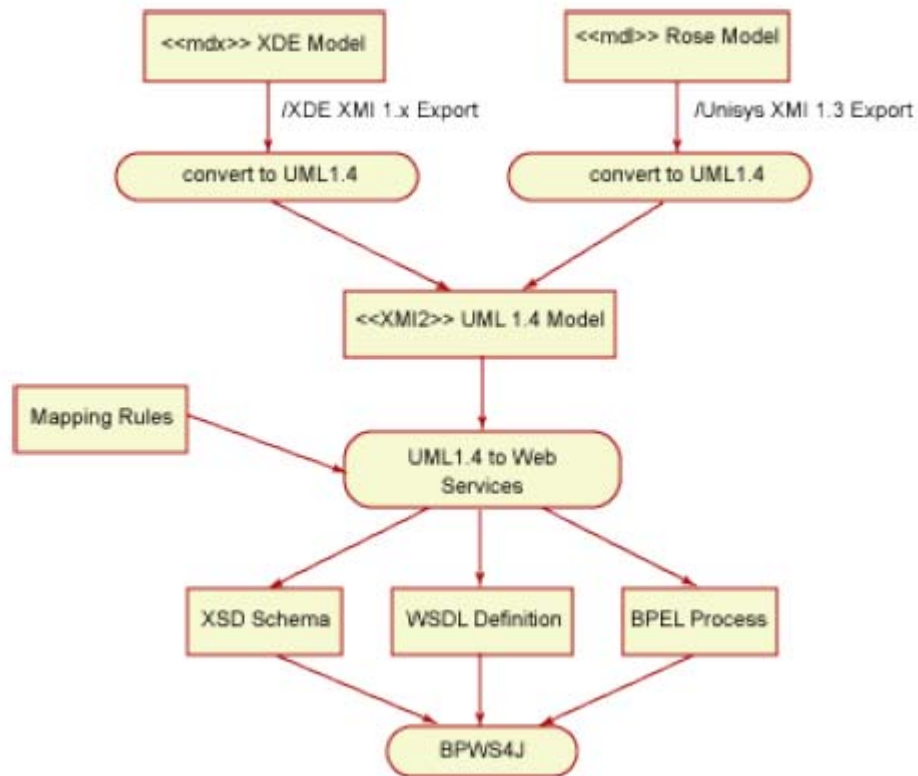 <<mdx>> XDE Model
<<mdl>> Rose Model
/XDE XMI 1.x Export
/Unisys XMI 1.3 Export
convert to UML1.4
convert to UML1.4
<<XMI2>> UML 1.4 Model
Mapping Rules
UML1.4 to Web
Services
XSD Schema
WSDL Definition
BPEL Process
BPWS4J